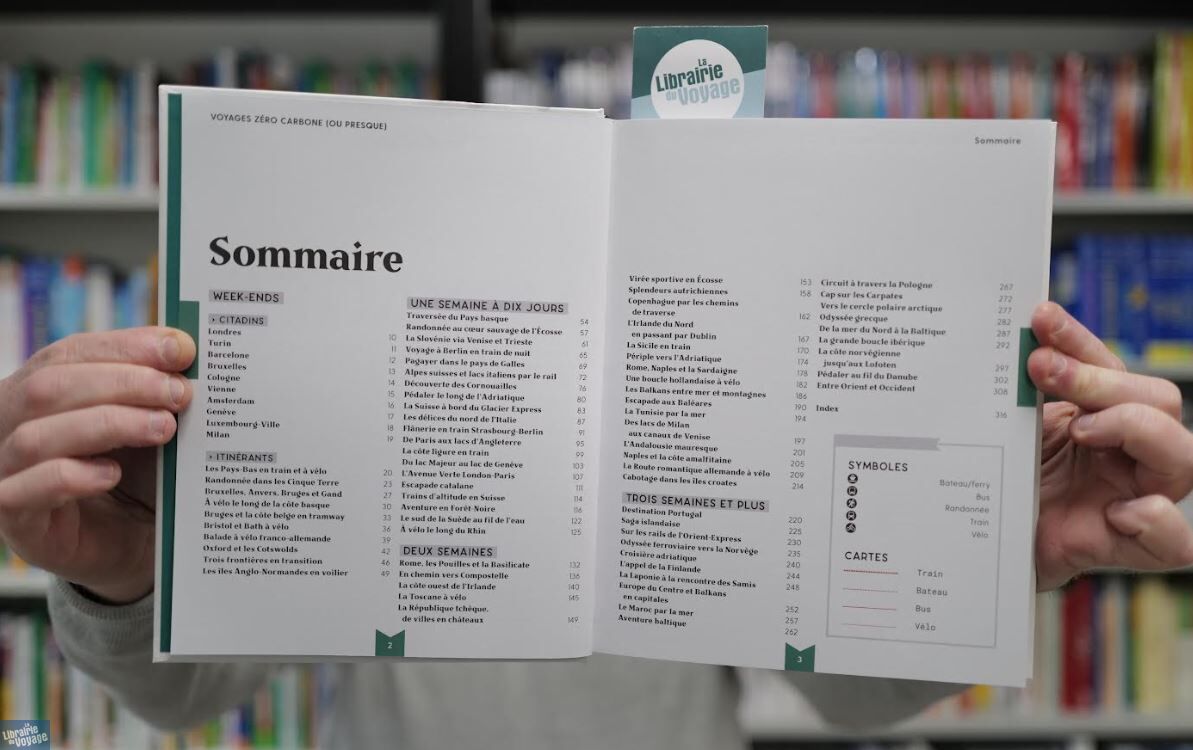 La
Librairie
du Voyage
VOYAGES ZÉRO CARBONE (OU PRESQUE)
Sommaire
WEEK-ENDS
› CITADINS
Londres 10
Turin 11
Barcelone 12
Bruxelles 13
Cologne 14
Vienne 15
Amsterdam 16
Genève 17
Luxembourg-Ville 18
Milan 19
› ITINÉRANTS
Les Pays-Bas en train et à vélo 20
Randonnée dans les Cinque Terre 23
Bruxelles, Anvers, Bruges et Gand 27
À vélo le long de la côte basque 30
Bruges et la côte belge en tramway 33
Bristol et Bath à vélo 36
Balade à vélo franco-allemande 39
Oxford et les Cotswolds 42
Trois frontières en transition 46
Les îles Anglo-Normandes en voilier 49
UNE SEMAINE À DIX JOURS
Traversée du Pays basque 54
Randonnée au cœur sauvage de l'Écosse 57
La Slovénie via Venise et Trieste 61
Voyage à Berlin en train de nuit 65
Pagayer dans le pays de Galles 69
Alpes suisses et lacs italiens par le rail 72
Découverte des Cornouailles 76
Pédaler le long de l'Adriatique 80
La Suisse à bord du Glacier Express 83
Les délices du nord de l'Italie 87
Flânerie en train Strasbourg-Berlin 91
De Paris aux lacs d'Angleterre 95
La côte ligure en train 99
Du lac Majeur au lac de Genève 103
L'Avenue Verte London-Paris 107
Escapade catalane 111
Trains d'altitude en Suisse 114
Aventure en Forêt-Noire 116
Le sud de la Suède au fil de l'eau 122
À vélo le long du Rhin 125
DEUX SEMAINES
Rome, les Pouilles et la Basilicate 132
En chemin vers Compostelle 136
La côte ouest de l'Irlande 140
La Toscane à vélo 145
La République tchèque,
de villes en châteaux 149
2
Sommaire
Virée sportive en Écosse 153
Splendeurs autrichiennes 158
Copenhague par les chemins
de traverse 162
L'Irlande du Nord
en passant par Dublin 167
La Sicile en train 170
Périple vers l'Adriatique 174
Rome, Naples et la Sardaigne 178
Une boucle hollandaise à vélo 182
Les Balkans entre mer et montagnes 186
Escapade aux Baléares 190
La Tunisie par la mer 194
Des lacs de Milan
aux canaux de Venise 197
L'Andalousie mauresque 201
Naples et la côte amalfitaine 205
La Route romantique allemande à vélo 209
Cabotage dans les îles croates 214
TROIS SEMAINES ET PLUS
Destination Portugal 220
Saga islandaise 225
Sur les rails de l'Orient-Express 230
Odyssée ferroviaire vers la Norvège 235
Croisière adriatique 240
L'appel de la Finlande 244
La Laponie à la rencontre des Samis 248
Europe du Centre et Balkans
en capitales 252
Le Maroc par la mer 257
Aventure baltique 262
Circuit à travers la Pologne 267
Cap sur les Carpates 272
Vers le cercle polaire arctique 277
Odyssée grecque 282
De la mer du Nord à la Baltique 287
La grande boucle ibérique 292
La côte norvégienne
jusqu'aux Lofoten 297
Pédaler au fil du Danube 302
Entre Orient et Occident 308
Index 316
SYMBOLES
Bateau/ferry
Bus
Randonnée
Train
Vélo
CARTES
Train
Bateau
Bus
Vélo
3
La
Librairie
du Voyage